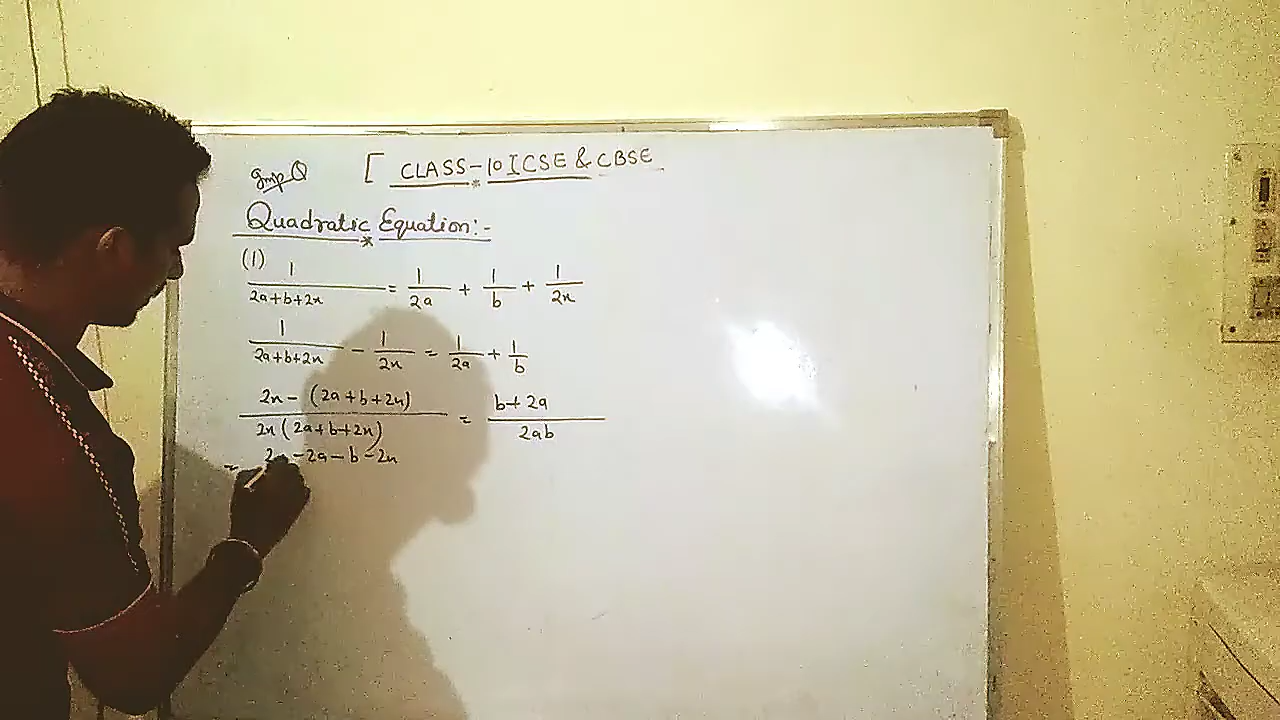 Imp Q [ CLASS-10 ICSE & CBSE
Quadratic Equation:-
(1) 1/(2a+b+2x) = 1/2a + 1/b + 1/2x
1/(2a+b+2x) - 1/2x = 1/2a + 1/b
2x - (2a+b+2x) / 2x(2a+b+2x) = b+2a / 2ab
= 2x - 2a - b - 2x